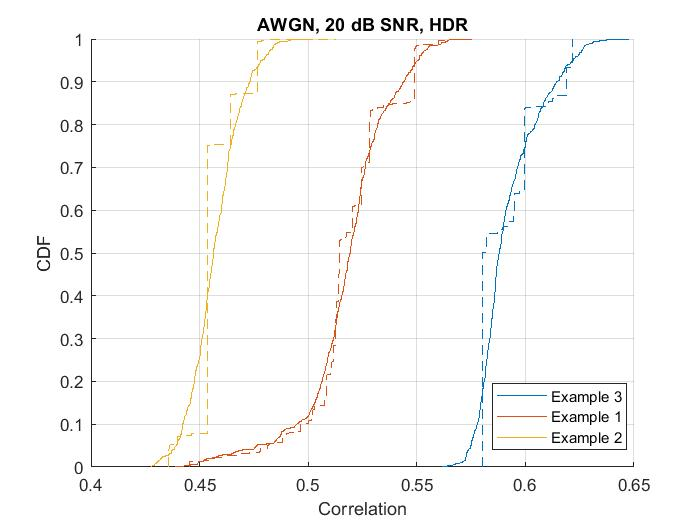 AWGN, 20 dB SNR, HDR
1
0.9
0.8
0.7
0.6
0.5
0.4
0.3
0.2
0.1
0
CDF
Example 3
Example 1
Example 2
0.4 0.45 0.5 0.55 0.6 0.65
Correlation